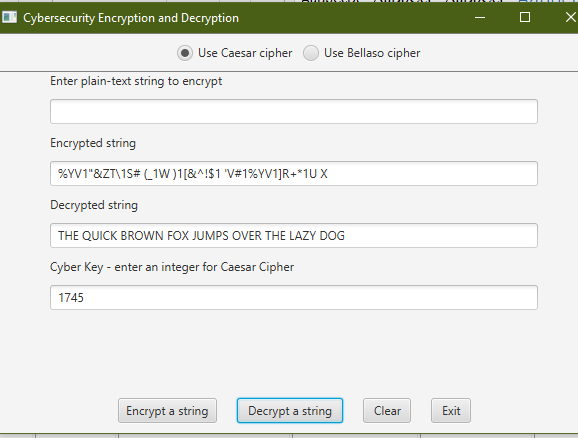 Cybersecurity Encryption and Decryption
Use Caesar cipher Use Bellaso cipher
Enter plain-text string to encrypt
Encrypted string
%YV1"&ZT\1S# (_1W )1[&^!$1 'V#1%YV1]R+*1U X
Decrypted string
THE QUICK BROWN FOX JUMPS OVER THE LAZY DOG
Cyber Key - enter an integer for Caesar Cipher
1745
Encrypt a string Decrypt a string Clear Exit